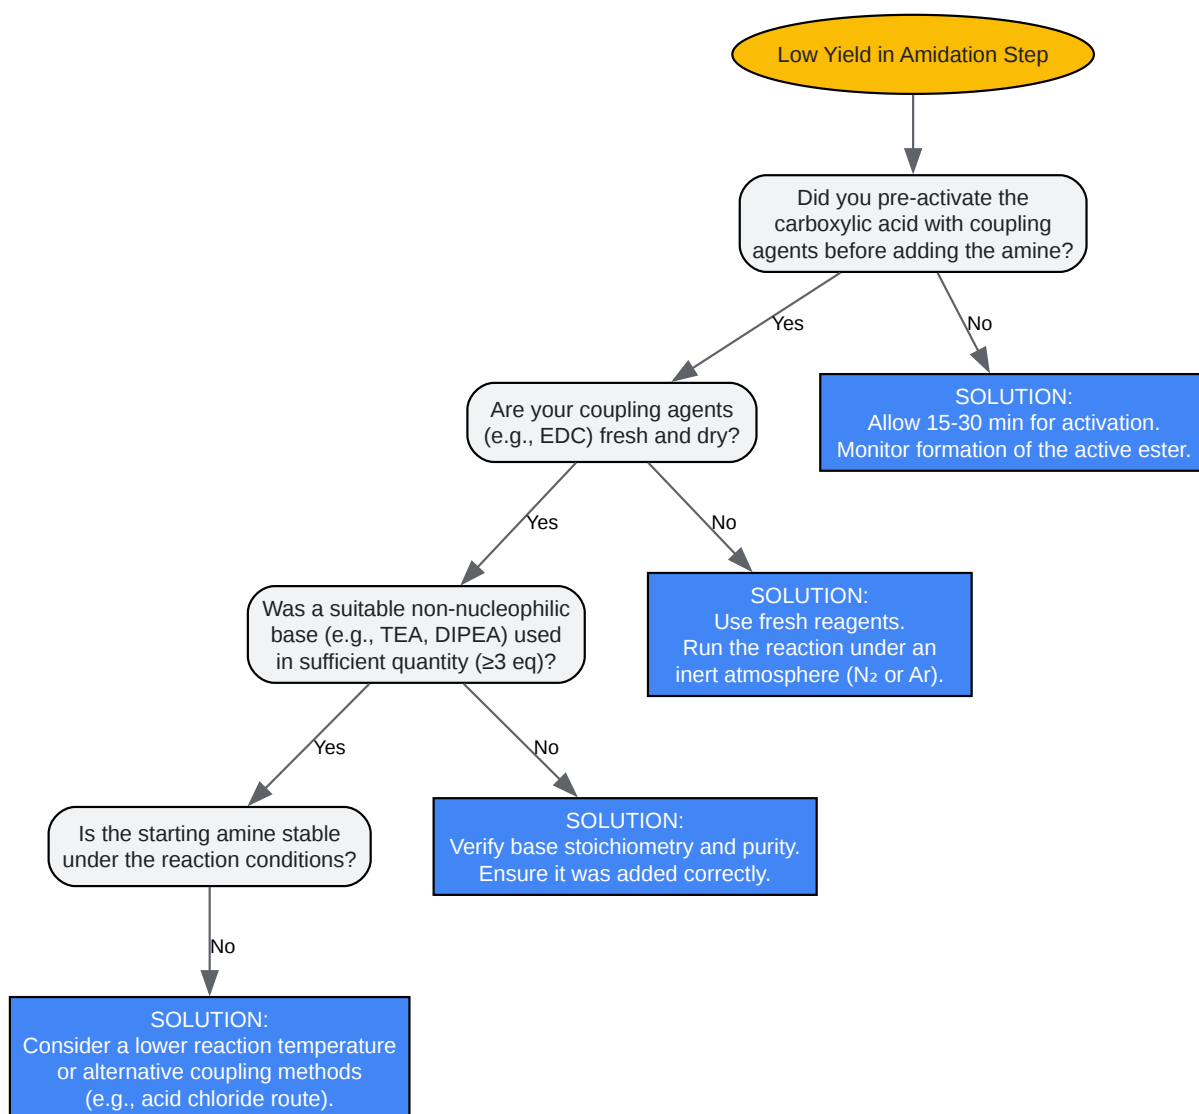 Low Yield in Amidation Step
Did you pre-activate the
carboxylic acid with coupling
agents before adding the amine?
Yes
No
Are your coupling agents
(e.g., EDC) fresh and dry?
SOLUTION:
Allow 15-30 min for activation.
Monitor formation of the active ester.
Yes
No
Was a suitable non-nucleophilic
base (e.g., TEA, DIPEA) used
in sufficient quantity (≥3 eq)?
SOLUTION:
Use fresh reagents.
Run the reaction under an
inert atmosphere (N₂ or Ar).
Yes
No
Is the starting amine stable
under the reaction conditions?
SOLUTION:
Verify base stoichiometry and purity.
Ensure it was added correctly.
No
SOLUTION:
Consider a lower reaction temperature
or alternative coupling methods
(e.g., acid chloride route).